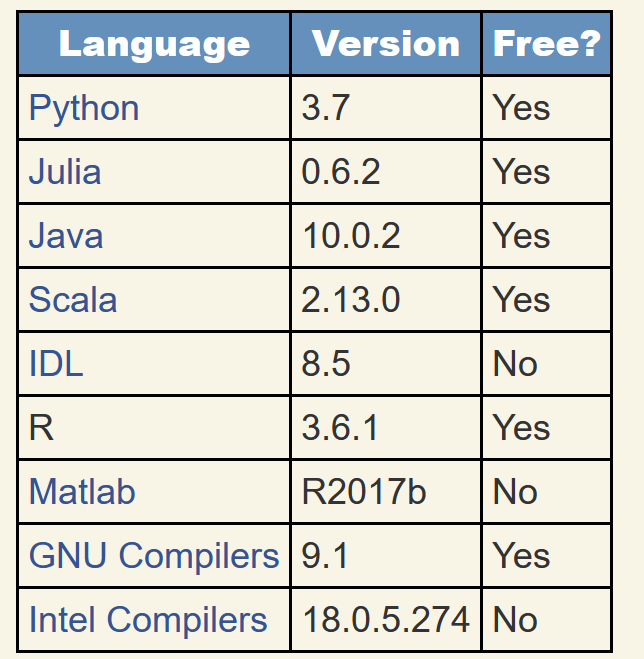 Language Version Free?
Python 3.7 Yes
Julia 0.6.2 Yes
Java 10.0.2 Yes
Scala 2.13.0 Yes
IDL 8.5 No
R 3.6.1 Yes
Matlab R2017b No
GNU Compilers 9.1 Yes
Intel Compilers 18.0.5.274 No